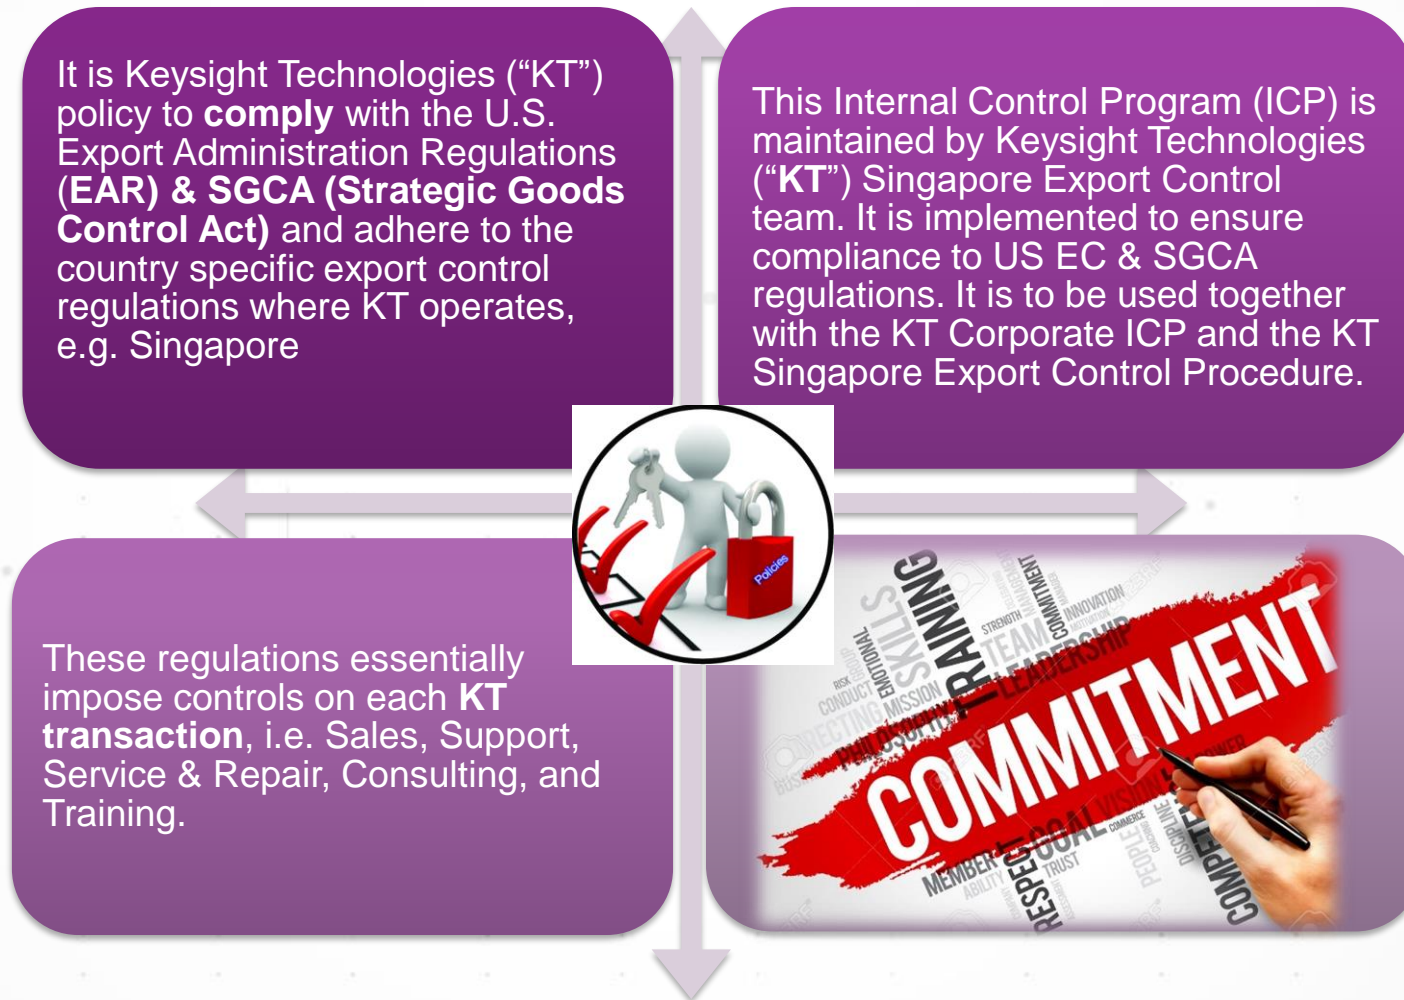 It is Keysight Technologies (“KT”)
policy to comply with the U.S.
Export Administration Regulations
(EAR) & SGCA (Strategic Goods
Control Act) and adhere to the
country specific export control
regulations where KT operates,
e.g. Singapore
This Internal Control Program (ICP) is
maintained by Keysight Technologies
(“KT”) Singapore Export Control
team. It is implemented to ensure
compliance to US EC & SGCA
regulations. It is to be used together
with the KT Corporate ICP and the KT
Singapore Export Control Procedure.
Policies
These regulations essentially
impose controls on each KT
transaction, i.e. Sales, Support,
Service & Repair, Consulting, and
Training.
RISK
GROUP
CONDUCT
EMOTIONAL
SKILLS
TRAINING
MISSION
PHILOSOPHY
STRENGTH
TEAM
MANAGEMENT
COMMITMENT
MANAGER
INNOVATION
MOTIVATION
LEADERSHIP
COMMITMENT
MEMBER
ABILITY
RESPECT
GOAL
TRUST
VISION
COMMERCE
PEOPLE
DISCIPLINE
POWER